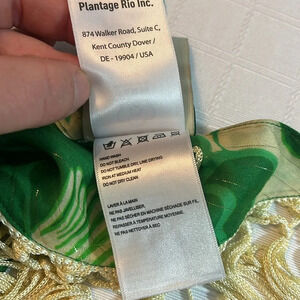 Plantage Rio Inc.
874 Walker Road, Suite C,
Kent County Dover /
DE - 19904 / USA
HAND WASH
DO NOT BLEACH
DO NOT TUMBLE DRY, LINE DRYING
IRON AT MEDIUM HEAT
DO NOT DRY CLEAN
LAVER À LA MAIN
NE PAS JAVELLISER.
NE PAS SÉCHER EN MACHINE SÉCHAGE SUR FIL.
REPASSER À TEMPÉRATURE MOYENNE.
NE PAS NETTOYER À SEC